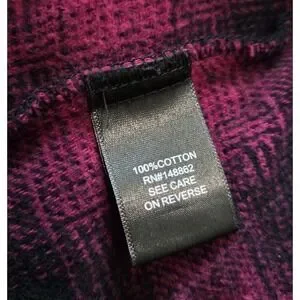 100%COTTON
RN#148882
SEE CARE
ON REVERSE